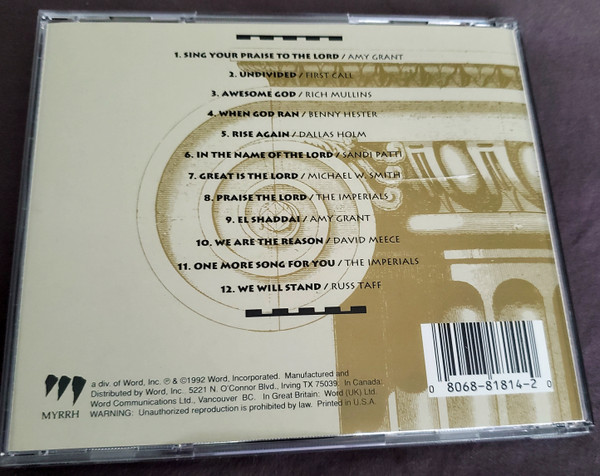 1. SING YOUR PRAISE TO THE LORD / AMY GRANT
2. UNDIVIDED / FIRST CALL
3. AWESOME GOD / RICH MULLINS
4. WHEN GOD RAN / BENNY HESTER
5. RISE AGAIN / DALLAS HOLM
6. IN THE NAME OF THE LORD / SANDI PATTI
7. GREAT IS THE LORD / MICHAEL W. SMITH
8. PRAISE THE LORD / THE IMPERIALS
9. EL SHADDAI / AMY GRANT
10. WE ARE THE REASON / DAVID MEECE
11. ONE MORE SONG FOR YOU / THE IMPERIALS
12. WE WILL STAND / RUSS TAFF
MYRRH
a div. of Word, Inc. ℗ & ©1992 Word, Incorporated. Manufactured and
Distributed by Word, Inc. 5221 N. O'Connor Blvd., Irving TX 75039. In Canada:
Word Communications Ltd., Vancouver BC. In Great Britain: Word (UK) Ltd.
WARNING: Unauthorized reproduction is prohibited by law. Printed in U.S.A.
0 8068-81814-2 0